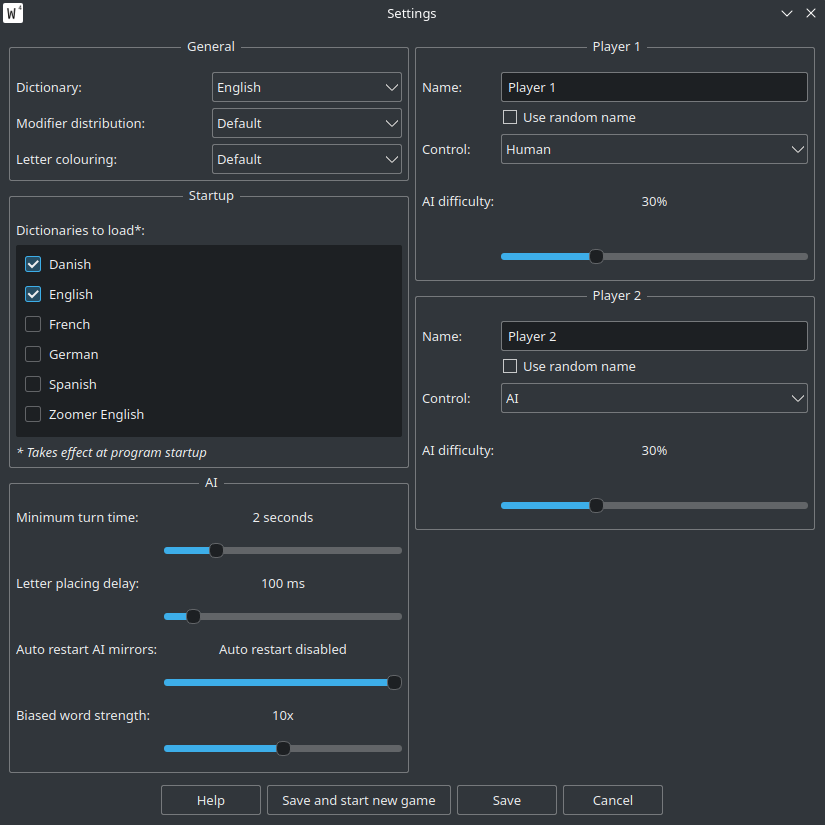 W4
Settings
General
Dictionary: English
Modifier distribution: Default
Letter colouring: Default
Startup
Dictionaries to load*:
Danish
English
French
German
Spanish
Zoomer English
* Takes effect at program startup
AI
Minimum turn time: 2 seconds
Letter placing delay: 100 ms
Auto restart AI mirrors: Auto restart disabled
Biased word strength: 10x
Player 1
Name: Player 1
Use random name
Control: Human
AI difficulty: 30%
Player 2
Name: Player 2
Use random name
Control: AI
AI difficulty: 30%
Help Save and start new game Save Cancel